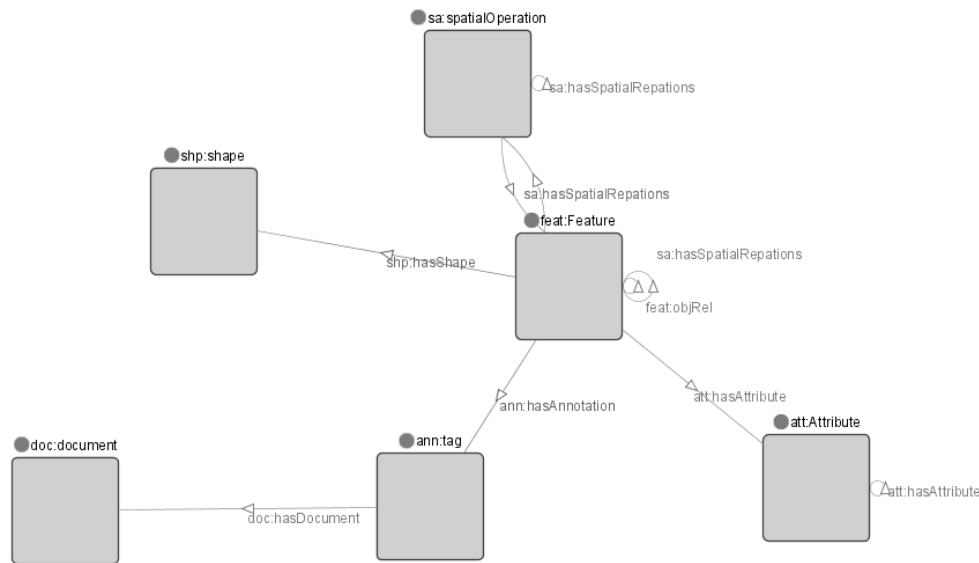 sa:spatialOperation
sa:hasSpatialRepations
shp:shape
sa:hasSpatialRepations
feat:Feature
sa:hasSpatialRepations
shp:hasShape
feat:objRel
att:hasAttribute
ann:hasAnnotation
att:Attribute
doc:document
ann:tag
att:hasAttribute
doc:hasDocument